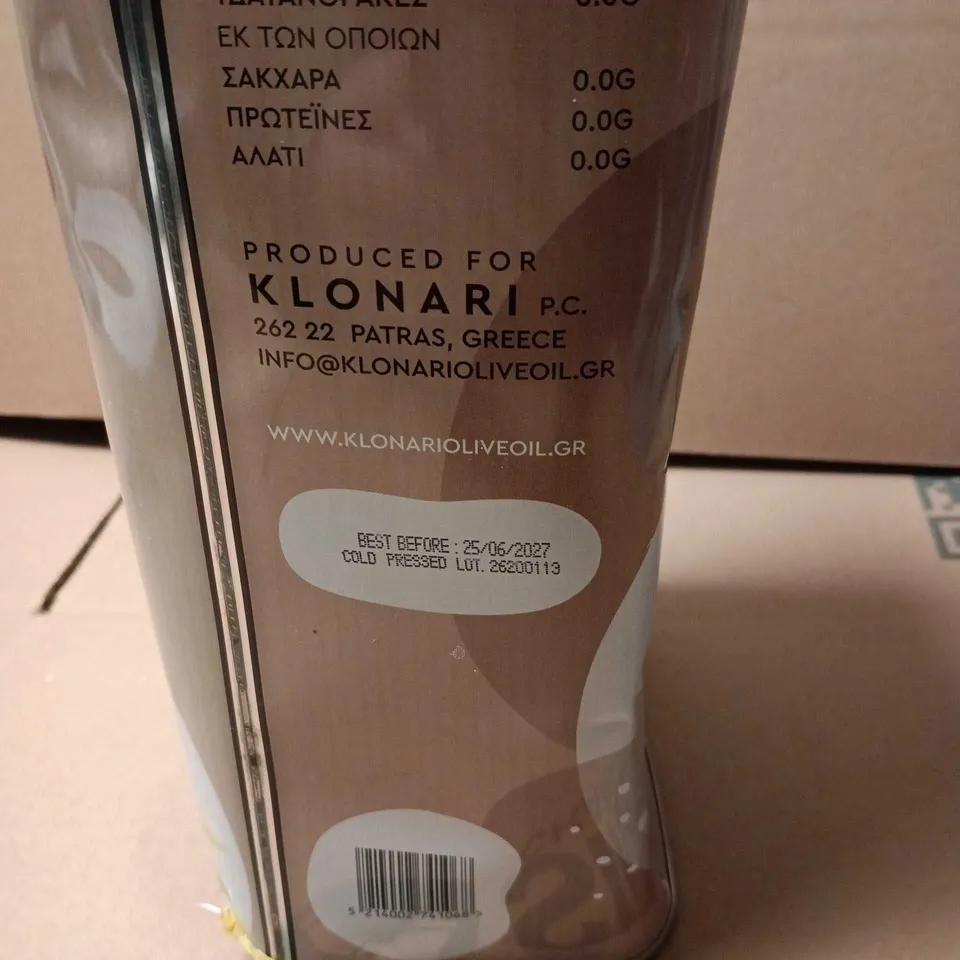 ΕΚ ΤΩΝ ΟΠΟΙΩΝ
ΣΑΚΧΑΡΑ 0.0G
ΠΡΩΤΕΪΝΕΣ 0.0G
ΑΛΑΤΙ 0.0G
PRODUCED FOR
KLONARI P.C.
262 22 PATRAS, GREECE
INFO@KLONARIOLIVEOIL.GR
WWW.KLONARIOLIVEOIL.GR
BEST BEFORE : 25/06/2027
COLD PRESSED LOT. 26200113